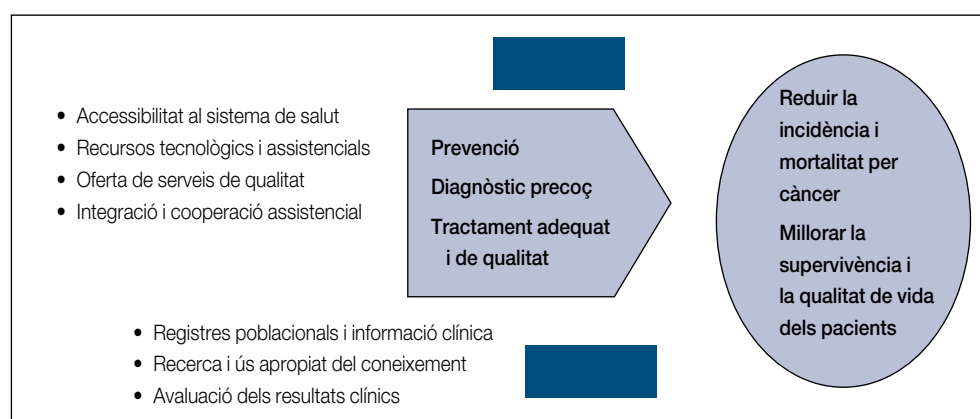 • Accessibilitat al sistema de salut
• Recursos tecnològics i assistencials
• Oferta de serveis de qualitat
• Integració i cooperació assistencial
Prevenció
Diagnòstic precoç
Tractament adequat
i de qualitat
Reduir la
incidència i
mortalitat per
càncer
Millorar la
supervivència i
la qualitat de vida
dels pacients
• Registres poblacionals i informació clínica
• Recerca i ús apropiat del coneixement
• Avaluació dels resultats clínics